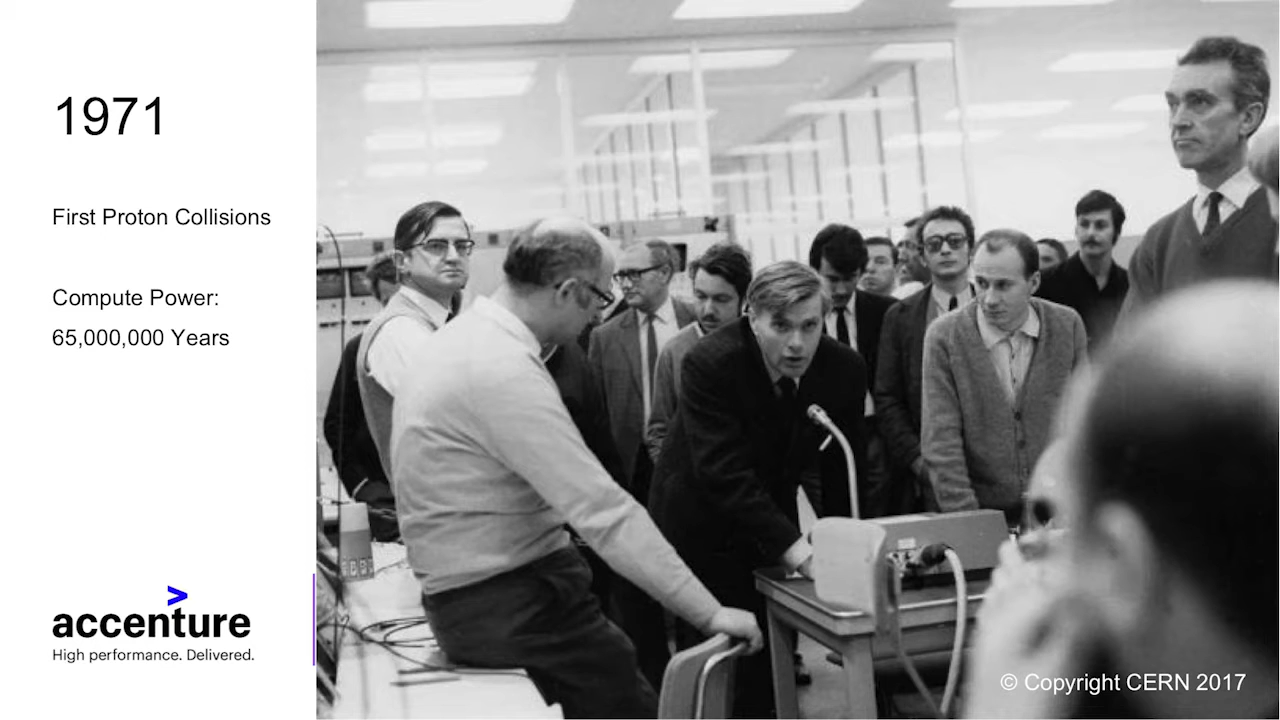 1971
First Proton Collisions
Compute Power:
65,000,000 Years
accenture
High performance. Delivered.
© Copyright CERN 2017